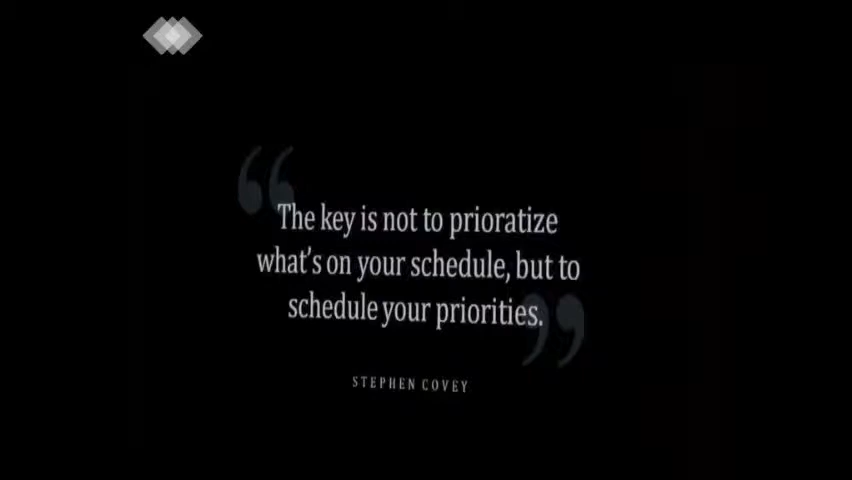 The key is not to prioratize
what's on your schedule, but to
schedule your priorities.
STEPHEN COVEY